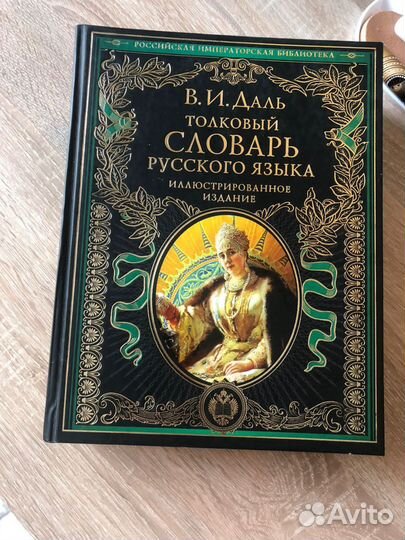 РОССИЙСКАЯ ИМПЕРАТОРСКАЯ БИБЛИОТЕКА
В. И. ДАЛЬ
ТОЛКОВЫЙ
СЛОВАРЬ
РУССКОГО ЯЗЫКА
ИЛЛЮСТРИРОВАННОЕ
ИЗДАНИЕ
Avito